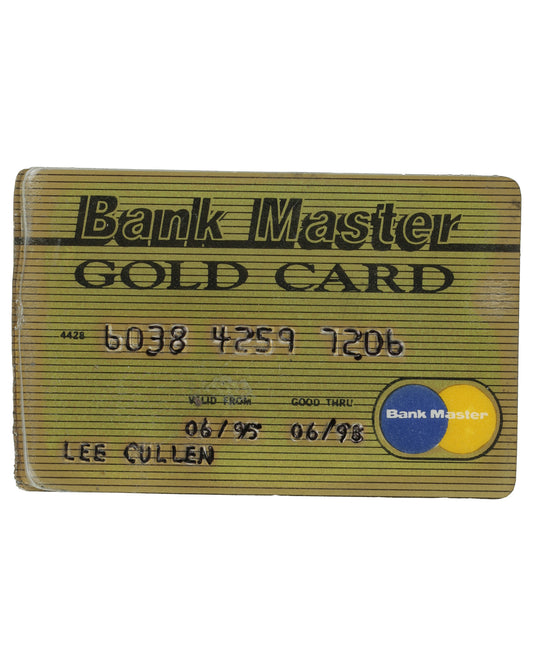 Bank Master
GOLD CARD
4428 6038 4259 7206
VALID FROM GOOD THRU
06/95 06/98
Bank Master
LEE CULLEN